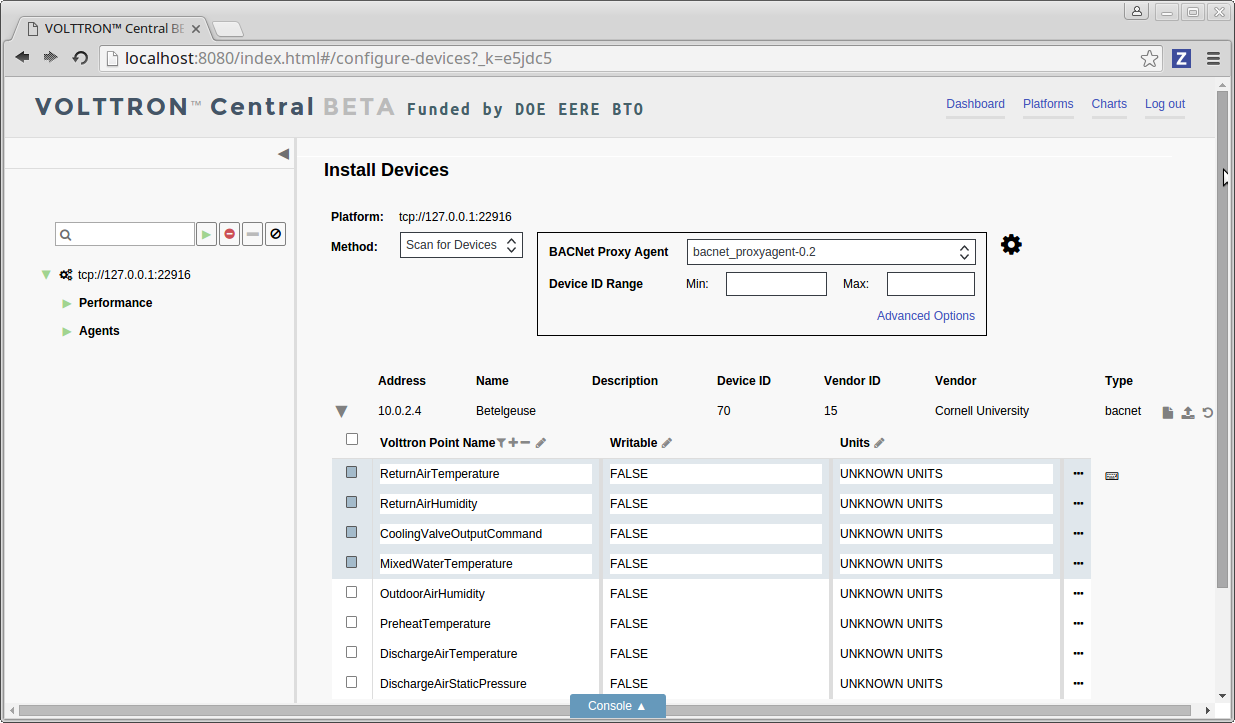 VOLTTRON™ Central BE
localhost:8080/index.html#/configure-devices?_k=e5jdc5
Z
VOLTTRON™ Central BETA Funded by DOE EERE BTO
Dashboard Platforms Charts Log out
Install Devices
Platform: tcp://127.0.0.1:22916
Method: Scan for Devices
BACNet Proxy Agent bacnet_proxyagent-0.2
Device ID Range Min: Max:
Advanced Options
tcp://127.0.0.1:22916
Performance
Agents
Address Name Description Device ID Vendor ID Vendor Type
10.0.2.4 Betelgeuse 70 15 Cornell University bacnet
Volttron Point Name Writable Units
ReturnAirTemperature FALSE UNKNOWN UNITS
ReturnAirHumidity FALSE UNKNOWN UNITS
CoolingValveOutputCommand FALSE UNKNOWN UNITS
MixedWaterTemperature FALSE UNKNOWN UNITS
OutdoorAirHumidity FALSE UNKNOWN UNITS
PreheatTemperature FALSE UNKNOWN UNITS
DischargeAirTemperature FALSE UNKNOWN UNITS
DischargeAirStaticPressure FALSE UNKNOWN UNITS
Console ▲